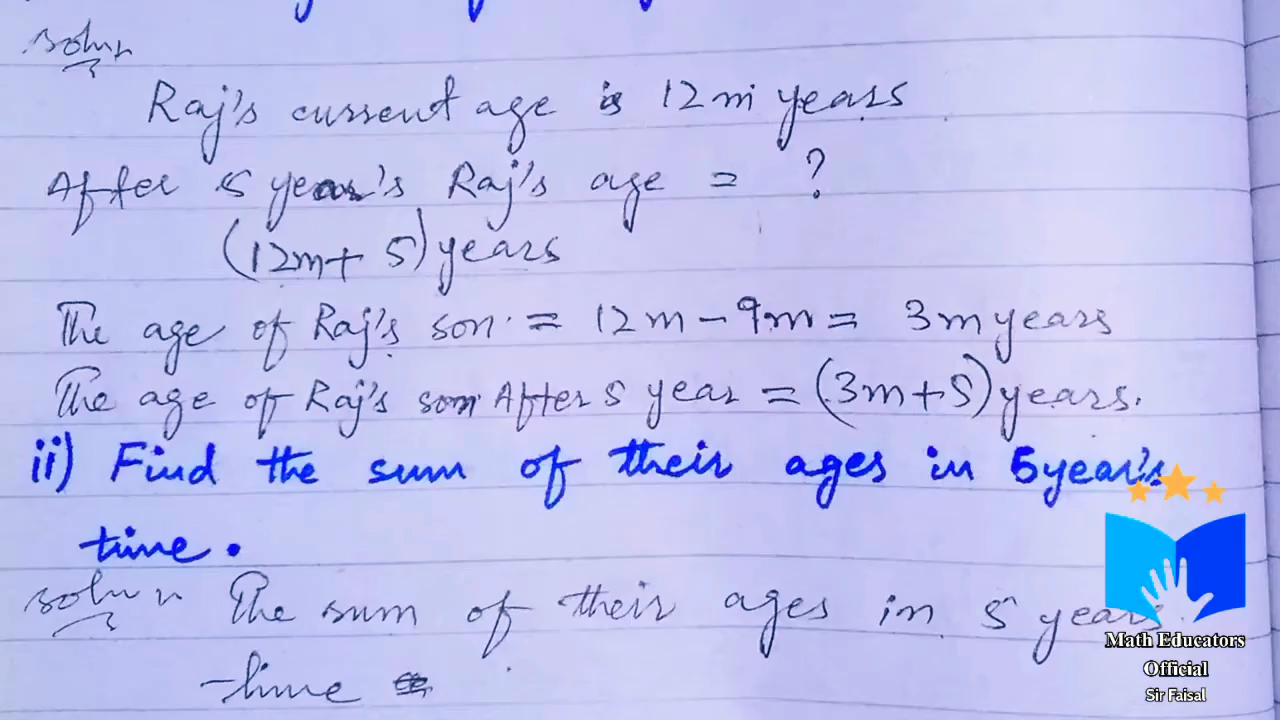 soln
Raj's current age is 12m years
After 5 year's Raj's age = ?
(12m + 5) years
The age of Raj's son = 12m - 9m = 3m years
The age of Raj's son After 5 year = (3m+5) years.
ii) Find the sum of their ages in 5 year's
time.
soln The sum of their ages in 5 years
time
Math Educators
Official
Sir Faisal